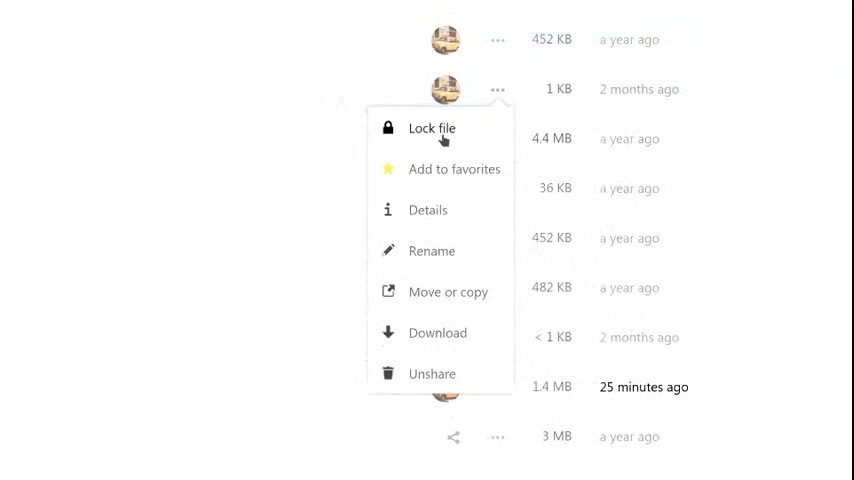 452 KB a year ago
1 KB 2 months ago
Lock file
4.4 MB a year ago
Add to favorites
36 KB a year ago
Details
452 KB a year ago
Rename
Move or copy
482 KB a year ago
Download
< 1 KB 2 months ago
Unshare
1.4 MB 25 minutes ago
3 MB a year ago